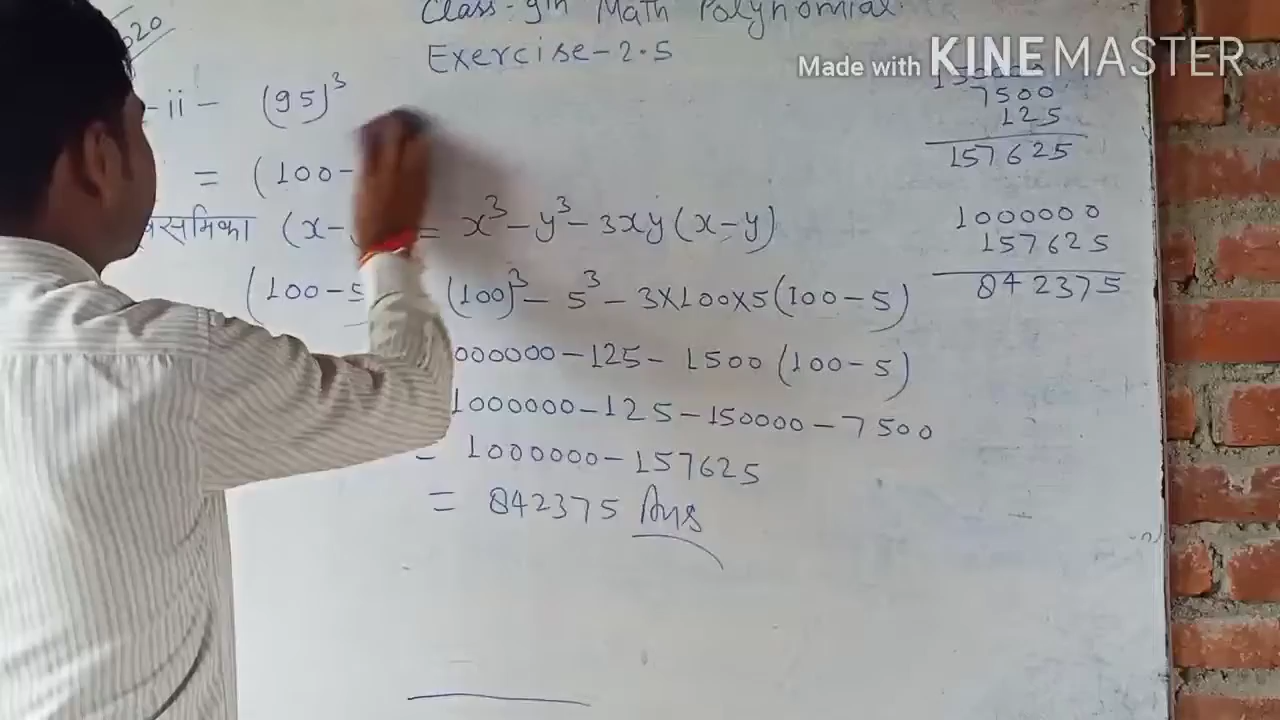 Class-9th Math Polynomial.
Exercise-2.5
Made with KINEMASTER
020
-ii- (95)³
= (100-
(x- = x³-y³-3xy(x-y)
(100-5 (100)³-5³-3×100×5(100-5)
000000-125-1500(100-5)
1000000-125-150000-7500
= 1000000-157625
= 842375 Ans
150000
7500
125
157625
1000000
157625
842375